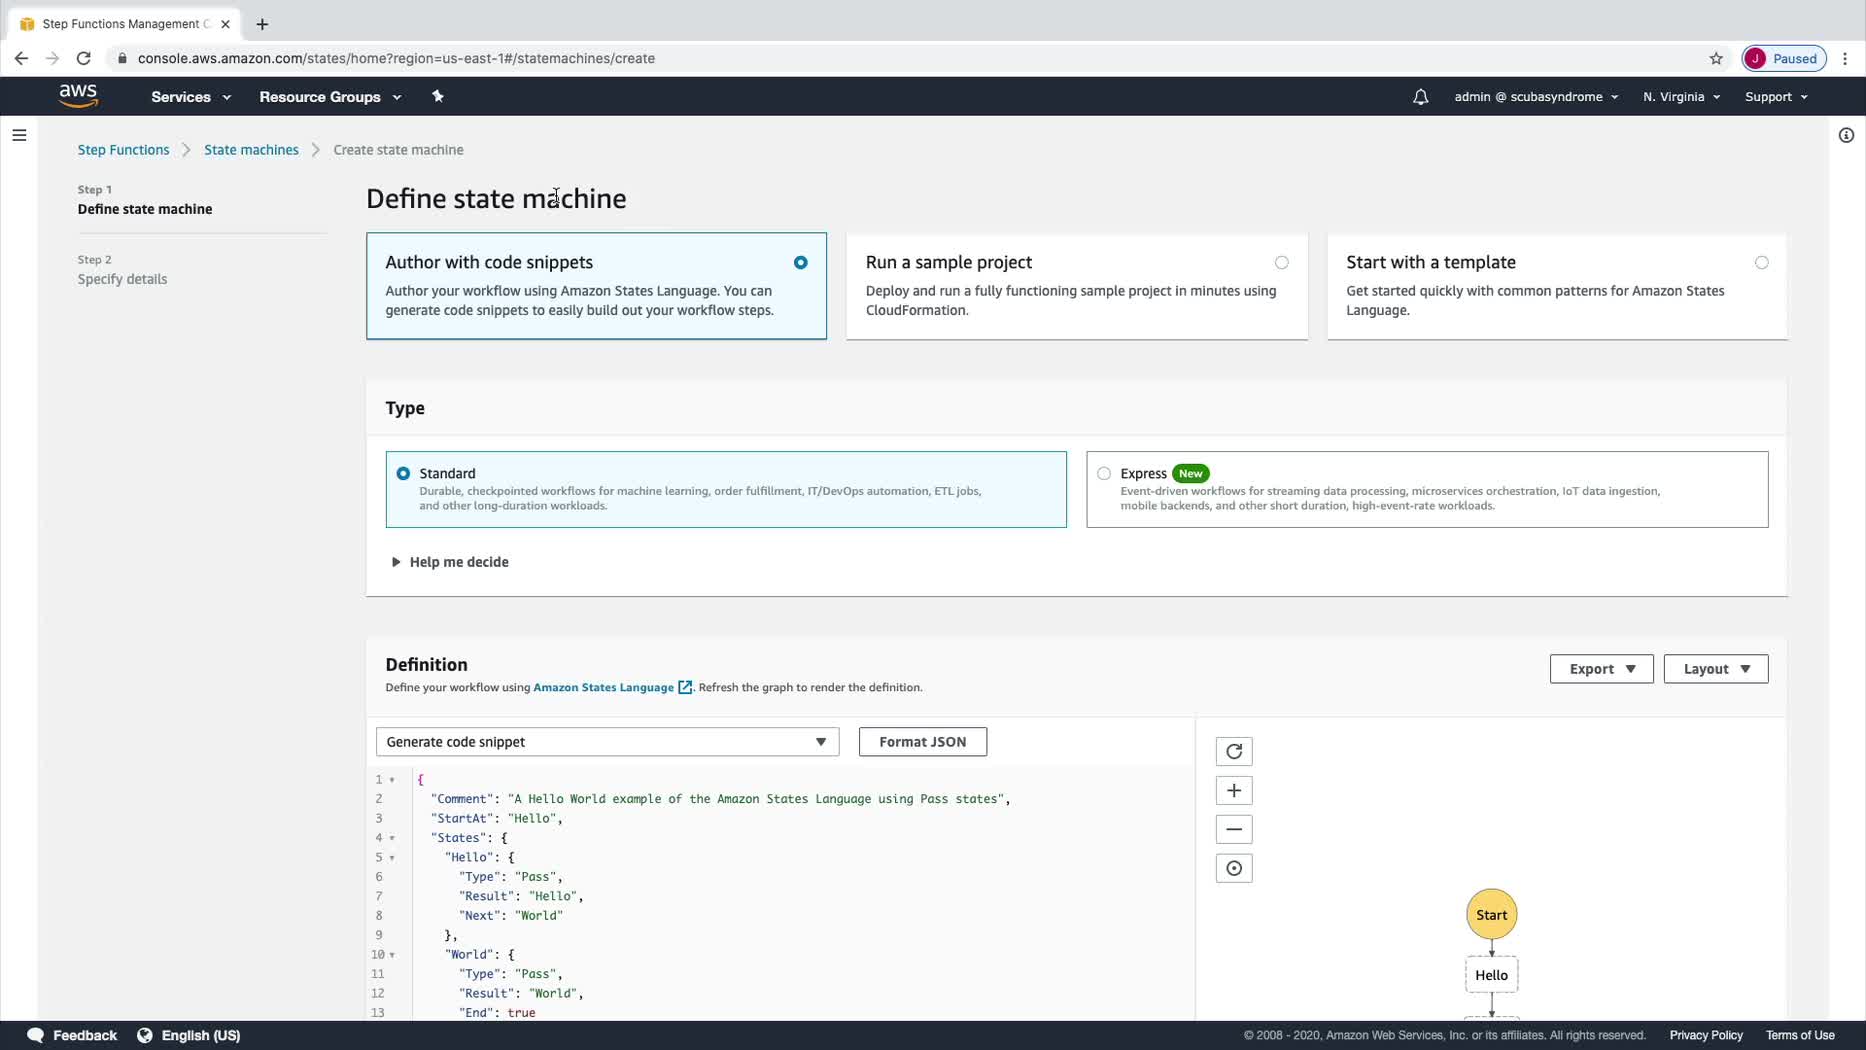 Step Functions Management C
console.aws.amazon.com/states/home?region=us-east-1#/statemachines/create
J Paused
aws Services Resource Groups admin @ scubasyndrome N. Virginia Support
Step Functions State machines Create state machine
Step 1
Define state machine
Step 2
Specify details
Define state machine
Author with code snippets
Author your workflow using Amazon States Language. You can
generate code snippets to easily build out your workflow steps.
Run a sample project
Deploy and run a fully functioning sample project in minutes using
CloudFormation.
Start with a template
Get started quickly with common patterns for Amazon States
Language.
Type
Standard
Durable, checkpointed workflows for machine learning, order fulfillment, IT/DevOps automation, ETL jobs,
and other long-duration workloads.
Express New
Event-driven workflows for streaming data processing, microservices orchestration, IoT data ingestion,
mobile backends, and other short duration, high-event-rate workloads.
Help me decide
Definition
Define your workflow using Amazon States Language . Refresh the graph to render the definition.
Export Layout
Generate code snippet Format JSON
1 {
2 "Comment": "A Hello World example of the Amazon States Language using Pass states",
3 "StartAt": "Hello",
4 "States": {
5 "Hello": {
6 "Type": "Pass",
7 "Result": "Hello",
8 "Next": "World"
9 },
10 "World": {
11 "Type": "Pass",
12 "Result": "World",
13 "End": true
Start
Hello
Feedback English (US) © 2008 - 2020, Amazon Web Services, Inc. or its affiliates. All rights reserved. Privacy Policy Terms of Use